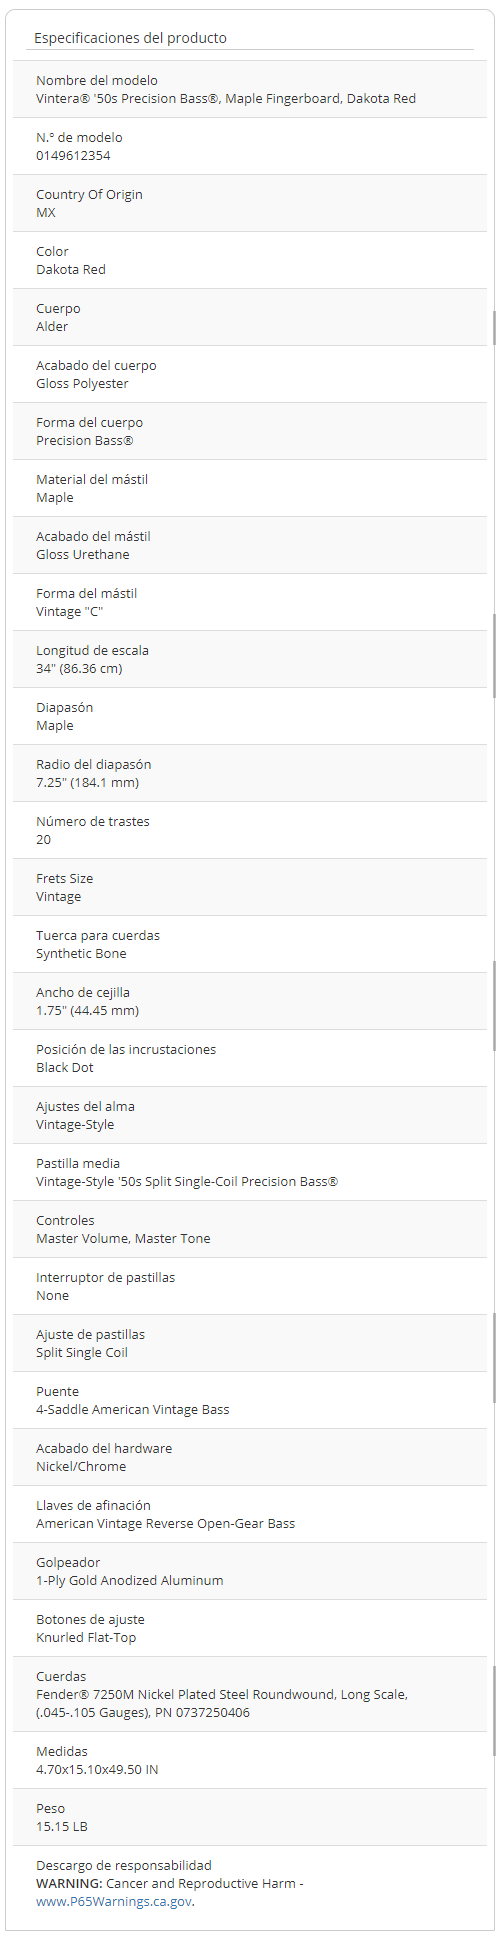 Especificaciones del producto
Nombre del modelo
Vintera® '50s Precision Bass®, Maple Fingerboard, Dakota Red
N.º de modelo
0149612354
Country Of Origin
MX
Color
Dakota Red
Cuerpo
Alder
Acabado del cuerpo
Gloss Polyester
Forma del cuerpo
Precision Bass®
Material del mástil
Maple
Acabado del mástil
Gloss Urethane
Forma del mástil
Vintage "C"
Longitud de escala
34" (86.36 cm)
Diapasón
Maple
Radio del diapasón
7.25" (184.1 mm)
Número de trastes
20
Frets Size
Vintage
Tuerca para cuerdas
Synthetic Bone
Ancho de cejilla
1.75" (44.45 mm)
Posición de las incrustaciones
Black Dot
Ajustes del alma
Vintage-Style
Pastilla media
Vintage-Style '50s Split Single-Coil Precision Bass®
Controles
Master Volume, Master Tone
Interruptor de pastillas
None
Ajuste de pastillas
Split Single Coil
Puente
4-Saddle American Vintage Bass
Acabado del hardware
Nickel/Chrome
Llaves de afinación
American Vintage Reverse Open-Gear Bass
Golpeador
1-Ply Gold Anodized Aluminum
Botones de ajuste
Knurled Flat-Top
Cuerdas
Fender® 7250M Nickel Plated Steel Roundwound, Long Scale,
(.045-.105 Gauges), PN 0737250406
Medidas
4.70x15.10x49.50 IN
Peso
15.15 LB
Descargo de responsabilidad
WARNING: Cancer and Reproductive Harm -
www.P65Warnings.ca.gov.